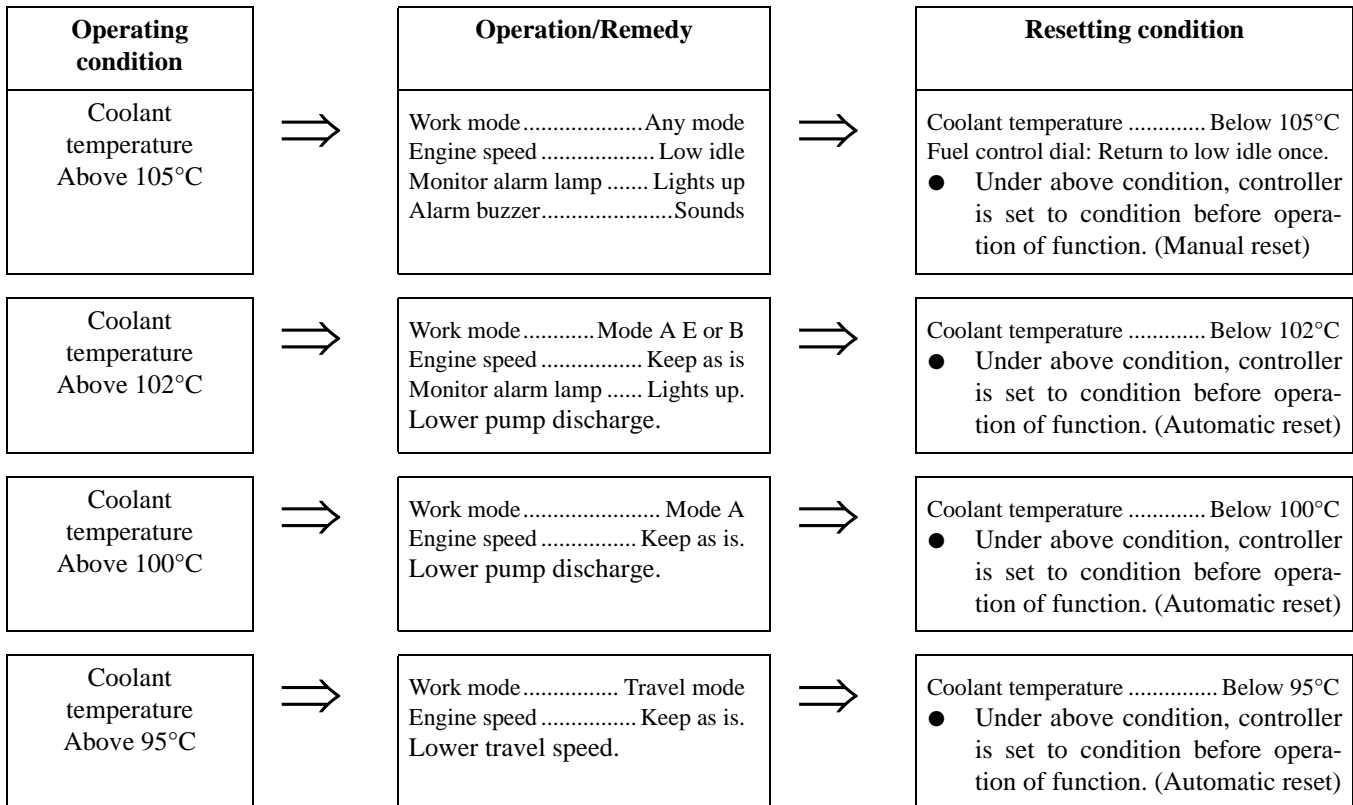 Operating
condition
Operation/Remedy
Resetting condition
Coolant
temperature
Above 105°C
⇒
Work mode.....................Any mode
Engine speed .................... Low idle
Monitor alarm lamp ....... Lights up
Alarm buzzer.......................Sounds
⇒
Coolant temperature ............. Below 105°C
Fuel control dial: Return to low idle once.
● Under above condition, controller
is set to condition before opera-
tion of function. (Manual reset)
Coolant
temperature
Above 102°C
⇒
Work mode............Mode A E or B
Engine speed .................. Keep as is
Monitor alarm lamp ...... Lights up.
Lower pump discharge.
⇒
Coolant temperature ............. Below 102°C
● Under above condition, controller
is set to condition before opera-
tion of function. (Automatic reset)
Coolant
temperature
Above 100°C
⇒
Work mode........................ Mode A
Engine speed ................. Keep as is.
Lower pump discharge.
⇒
Coolant temperature ............. Below 100°C
● Under above condition, controller
is set to condition before opera-
tion of function. (Automatic reset)
Coolant
temperature
Above 95°C
⇒
Work mode................. Travel mode
Engine speed ................. Keep as is.
Lower travel speed.
⇒
Coolant temperature ............... Below 95°C
● Under above condition, controller
is set to condition before opera-
tion of function. (Automatic reset)